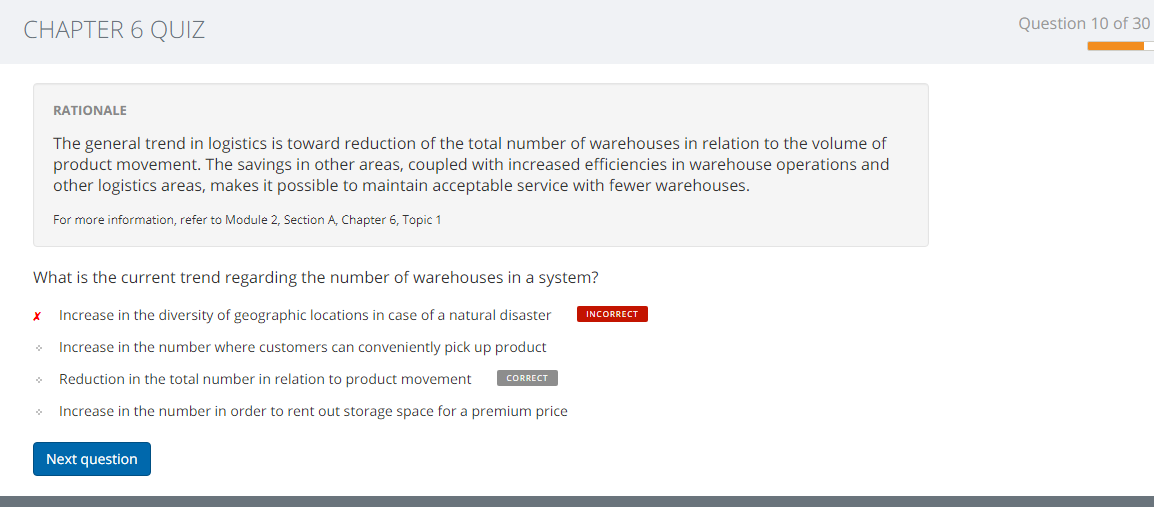 CHAPTER 6 QUIZ
Question 10 of 30
RATIONALE
The general trend in logistics is toward reduction of the total number of warehouses in relation to the volume of
product movement. The savings in other areas, coupled with increased efficiencies in warehouse operations and
other logistics areas, makes it possible to maintain acceptable service with fewer warehouses.
For more information, refer to Module 2, Section A, Chapter 6, Topic 1
What is the current trend regarding the number of warehouses in a system?
Increase in the diversity of geographic locations in case of a natural disaster INCORRECT
Increase in the number where customers can conveniently pick up product
Reduction in the total number in relation to product movement CORRECT
Increase in the number in order to rent out storage space for a premium price
Next question